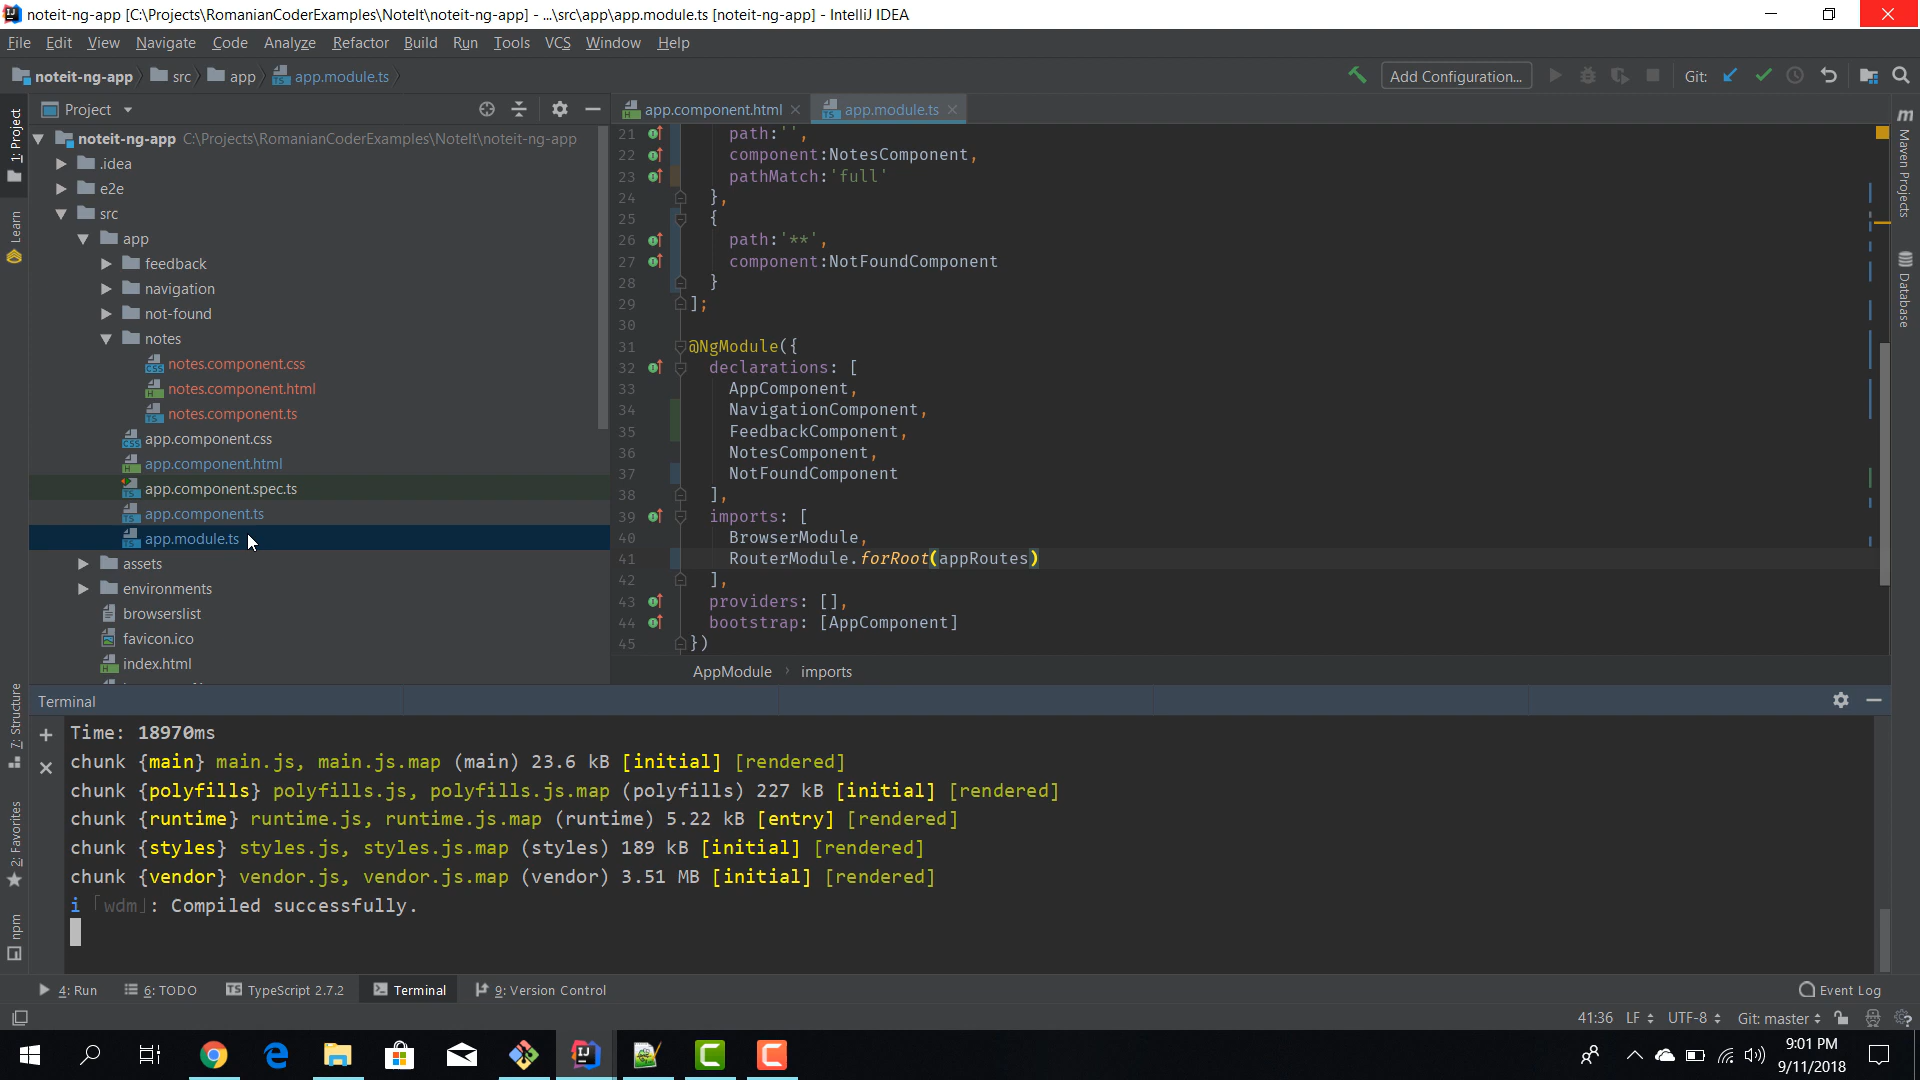 noteit-ng-app [C:\Projects\RomanianCoderExamples\NoteIt\noteit-ng-app] - ...\src\app\app.module.ts [noteit-ng-app] - IntelliJ IDEA
File Edit View Navigate Code Analyze Refactor Build Run Tools VCS Window Help
noteit-ng-app src app app.module.ts
Add Configuration... Git:
1: Project
Learn
7: Structure
2: Favorites
npm
Project
noteit-ng-app C:\Projects\RomanianCoderExamples\NoteIt\noteit-ng-app
.idea
e2e
src
app
feedback
navigation
not-found
notes
notes.component.css
notes.component.html
notes.component.ts
app.component.css
app.component.html
app.component.spec.ts
app.component.ts
app.module.ts
assets
environments
browserslist
favicon.ico
index.html
app.component.html app.module.ts
21 path:'',
22 component:NotesComponent,
23 pathMatch:'full'
24 },
25 {
26 path:'**',
27 component:NotFoundComponent
28 }
29 ];
30
31 @NgModule({
32 declarations: [
33 AppComponent,
34 NavigationComponent,
35 FeedbackComponent,
36 NotesComponent,
37 NotFoundComponent
38 ],
39 imports: [
40 BrowserModule,
41 RouterModule.forRoot(appRoutes)
42 ],
43 providers: [],
44 bootstrap: [AppComponent]
45 })
AppModule › imports
Maven Projects
Database
Terminal
Time: 18970ms
chunk {main} main.js, main.js.map (main) 23.6 kB [initial] [rendered]
chunk {polyfills} polyfills.js, polyfills.js.map (polyfills) 227 kB [initial] [rendered]
chunk {runtime} runtime.js, runtime.js.map (runtime) 5.22 kB [entry] [rendered]
chunk {styles} styles.js, styles.js.map (styles) 189 kB [initial] [rendered]
chunk {vendor} vendor.js, vendor.js.map (vendor) 3.51 MB [initial] [rendered]
i ｢wdm｣: Compiled successfully.
4: Run 6: TODO TypeScript 2.7.2 Terminal 9: Version Control Event Log
41:36 LF UTF-8 Git: master
9:01 PM
9/11/2018